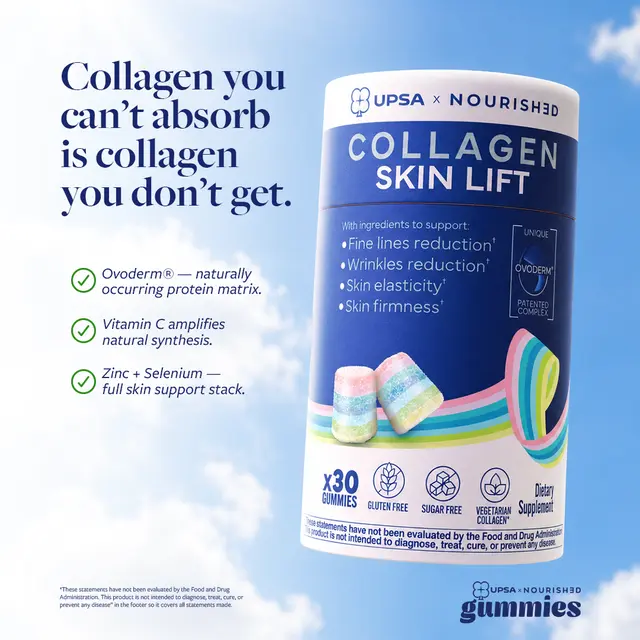 Collagen you
can't absorb
is collagen
you don't get.
Ovoderm® — naturally
occurring protein matrix.
Vitamin C amplifies
natural synthesis.
Zinc + Selenium —
full skin support stack.
UPSA x NOURISHƎD
COLLAGEN
SKIN LIFT
With ingredients to support:
•Fine lines reduction†
•Wrinkles reduction†
•Skin elasticity†
•Skin firmness†
UNIQUE
OVODERM®
PATENTED
COMPLEX
x30
GUMMIES
GLUTEN FREE
SUGAR FREE
VEGETARIAN
COLLAGEN*
Dietary
Supplement
These statements have not been evaluated by the Food and Drug Administration.
This product is not intended to diagnose, treat, cure, or prevent any disease.
"These statements have not been evaluated by the Food and Drug
Administration. This product is not intended to diagnose, treat, cure, or
prevent any disease" in the footer so it covers all statements made.
UPSA x NOURISHƎD
gummies